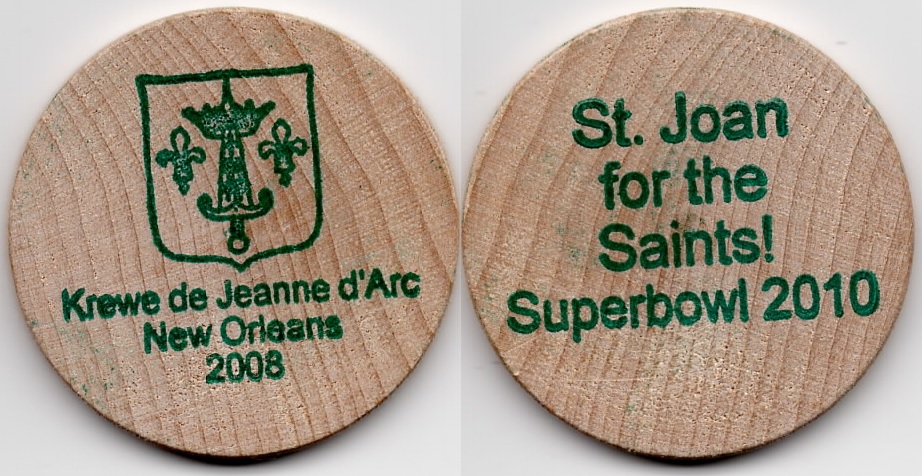 Krewe de Jeanne d'Arc
New Orleans
2008
St. Joan
for the
Saints!
Superbowl 2010